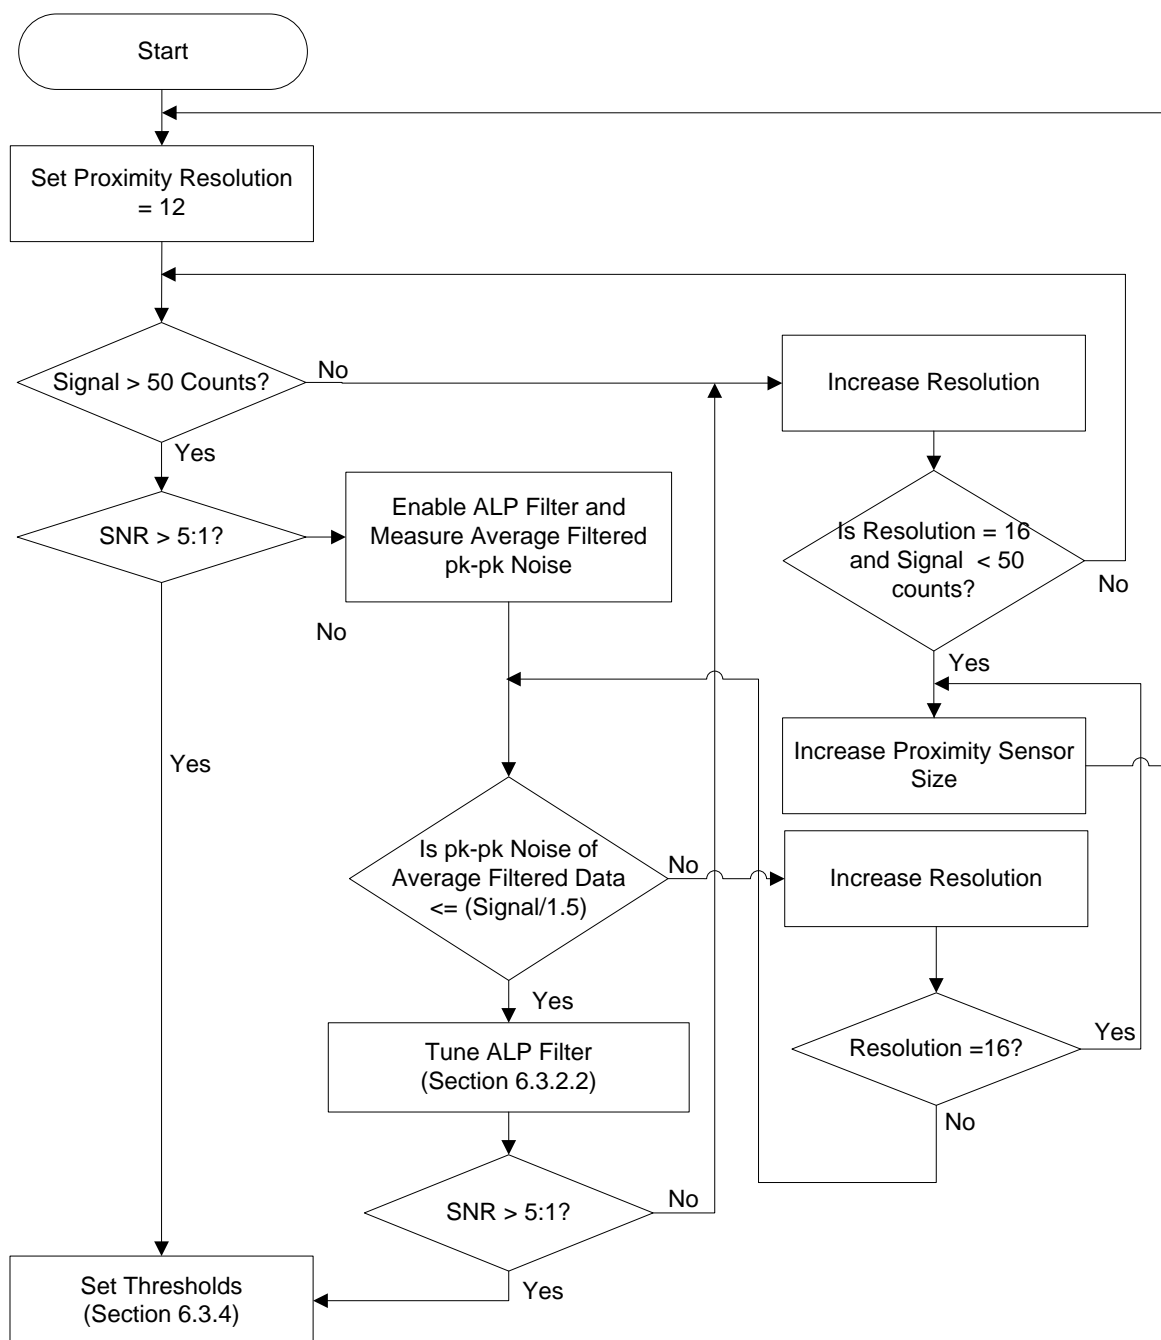 Start
Set Proximity Resolution
= 12
Signal > 50 Counts?
No
Increase Resolution
Yes
SNR > 5:1?
Enable ALP Filter and
Measure Average Filtered
pk-pk Noise
Is Resolution = 16
and Signal < 50
counts?
No
No
Yes
Increase Proximity Sensor
Size
Yes
Is pk-pk Noise of
Average Filtered Data
<= (Signal/1.5)
No
Increase Resolution
Yes
Tune ALP Filter
(Section 6.3.2.2)
Resolution =16?
Yes
No
SNR > 5:1?
No
Yes
Set Thresholds
(Section 6.3.4)